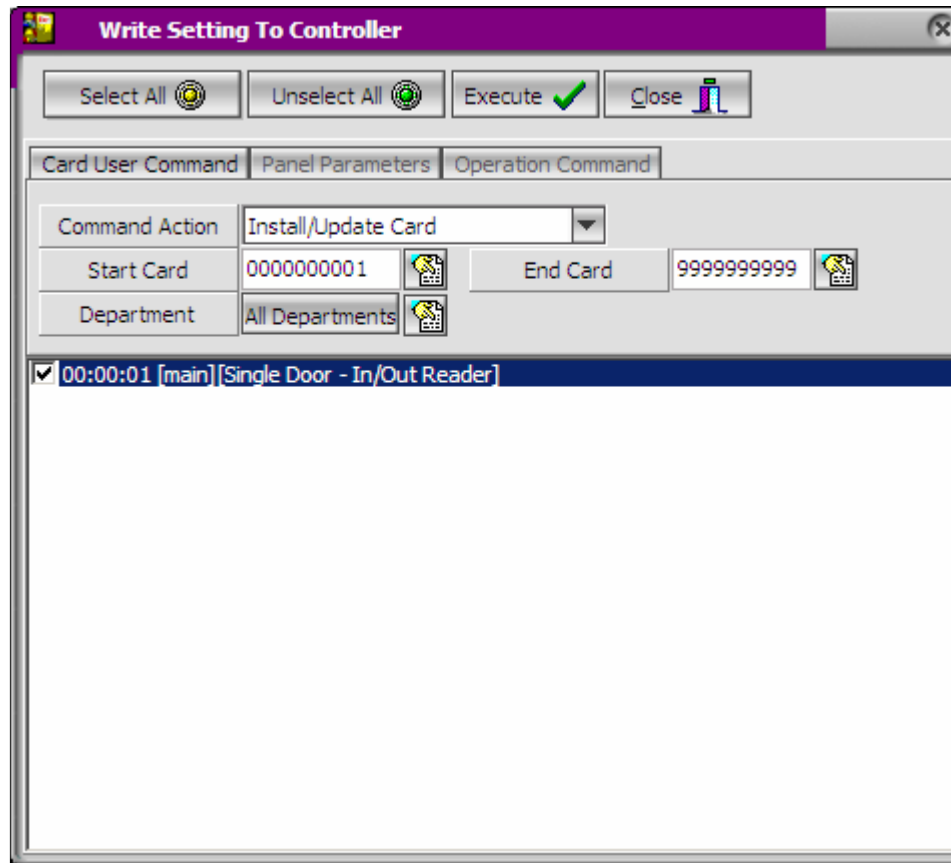 Write Setting To Controller
Select All Unselect All Execute Close
Card User Command Panel Parameters Operation Command
Command Action Install/Update Card
Start Card 0000000001 End Card 9999999999
Department All Departments
00:00:01 [main][Single Door - In/Out Reader]